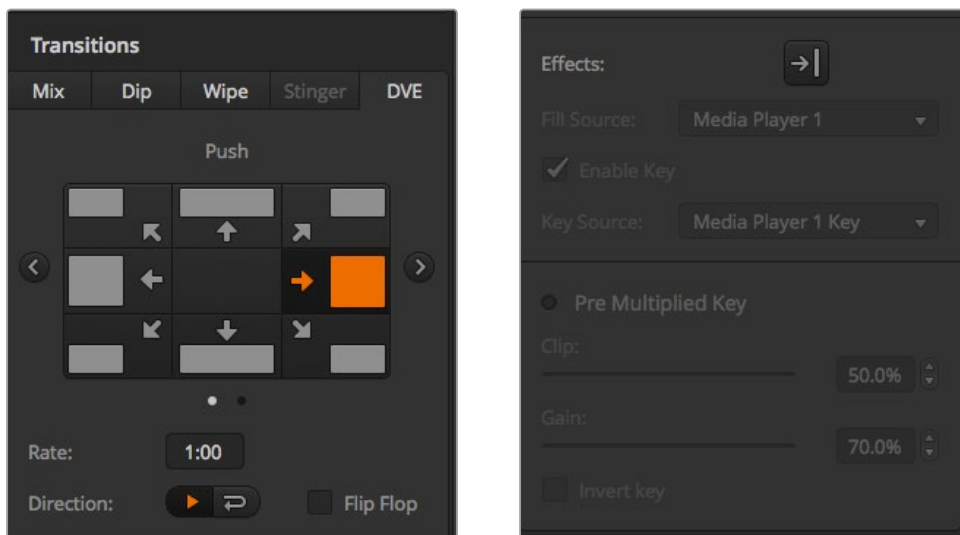 Transitions
Mix Dip Wipe Stinger DVE
Push
Rate: 1:00
Direction: Flip Flop
Effects:
Fill Source: Media Player 1
Enable Key
Key Source: Media Player 1 Key
Pre Multiplied Key
Clip:
50.0%
Gain:
70.0%
Invert key